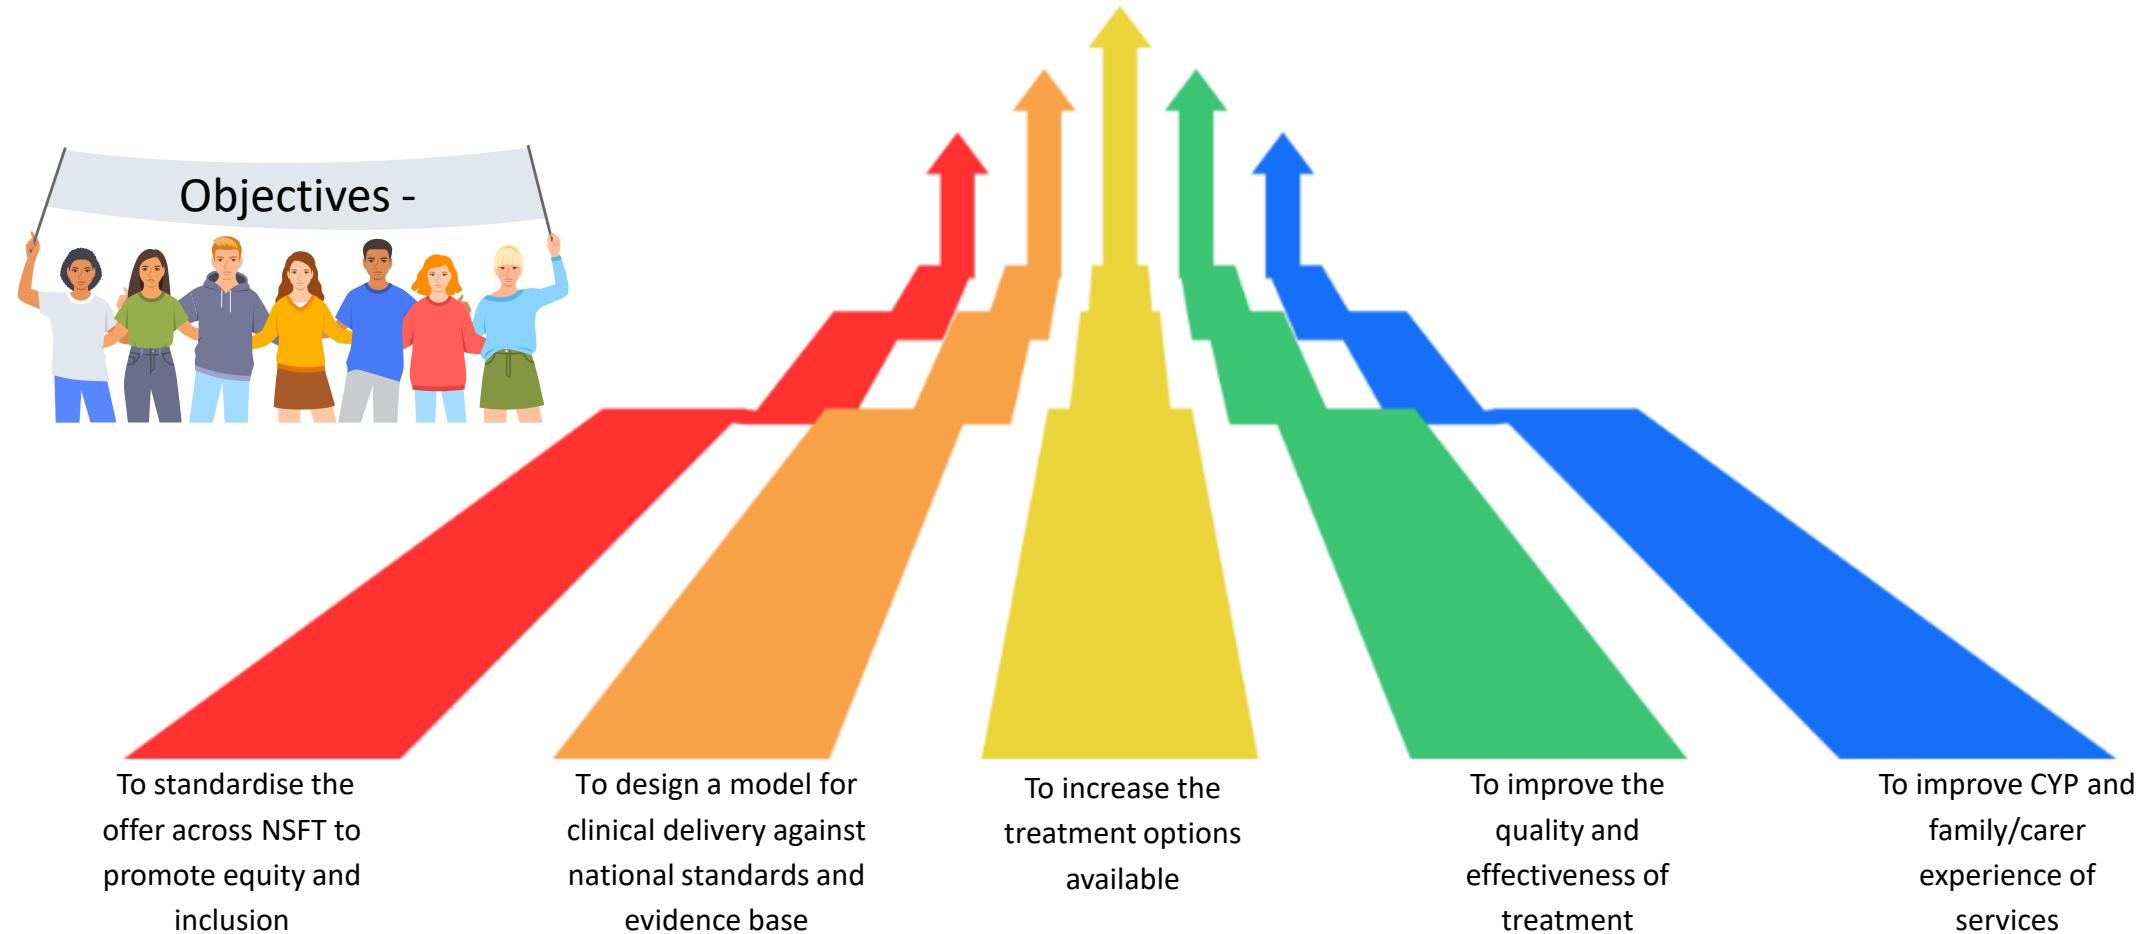 Objectives -
To standardise the
offer across NSFT to
promote equity and
inclusion
To design a model for
clinical delivery against
national standards and
evidence base
To increase the
treatment options
available
To improve the
quality and
effectiveness of
treatment
To improve CYP and
family/carer
experience of
services